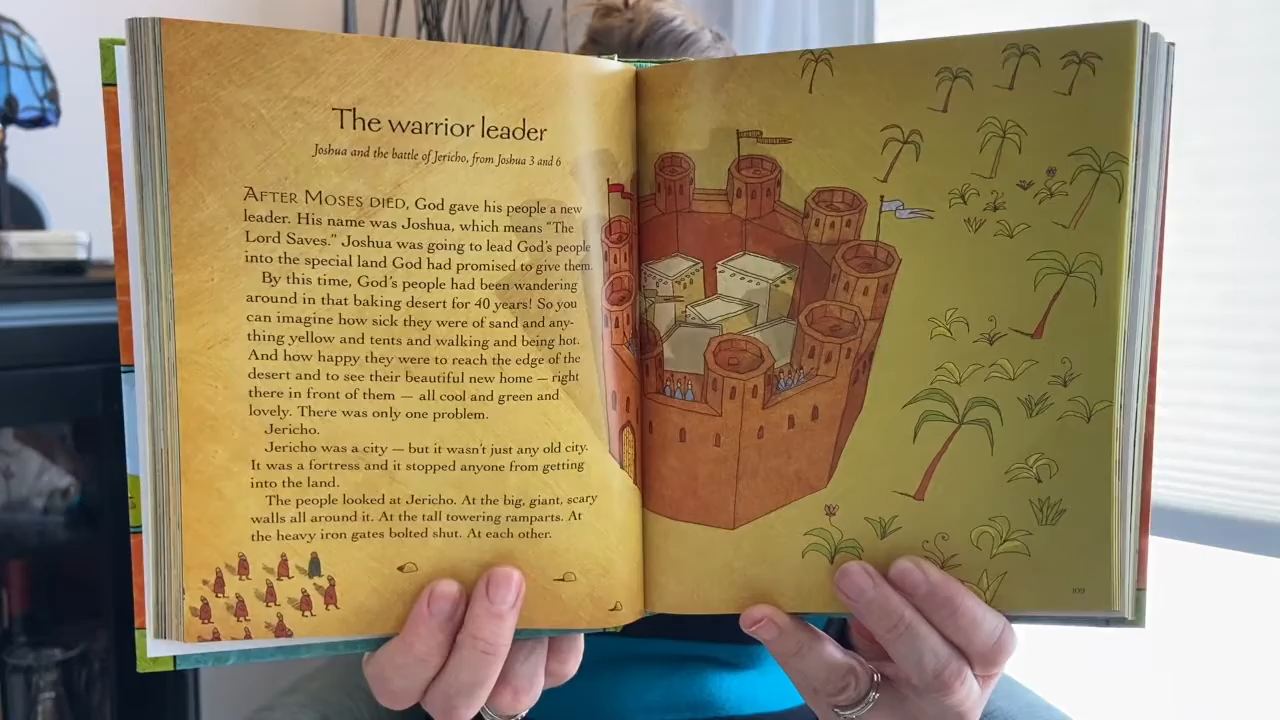 The warrior leader
Joshua and the battle of Jericho, from Joshua 3 and 6
AFTER MOSES DIED, God gave his people a new
leader. His name was Joshua, which means “The
Lord Saves.” Joshua was going to lead God’s people
into the special land God had promised to give them.
By this time, God’s people had been wandering
around in that baking desert for 40 years! So you
can imagine how sick they were of sand and any-
thing yellow and tents and walking and being hot.
And how happy they were to reach the edge of the
desert and to see their beautiful new home — right
there in front of them — all cool and green and
lovely. There was only one problem.
Jericho.
Jericho was a city — but it wasn’t just any old city.
It was a fortress and it stopped anyone from getting
into the land.
The people looked at Jericho. At the big, giant, scary
walls all around it. At the tall towering ramparts. At
the heavy iron gates bolted shut. At each other.
109